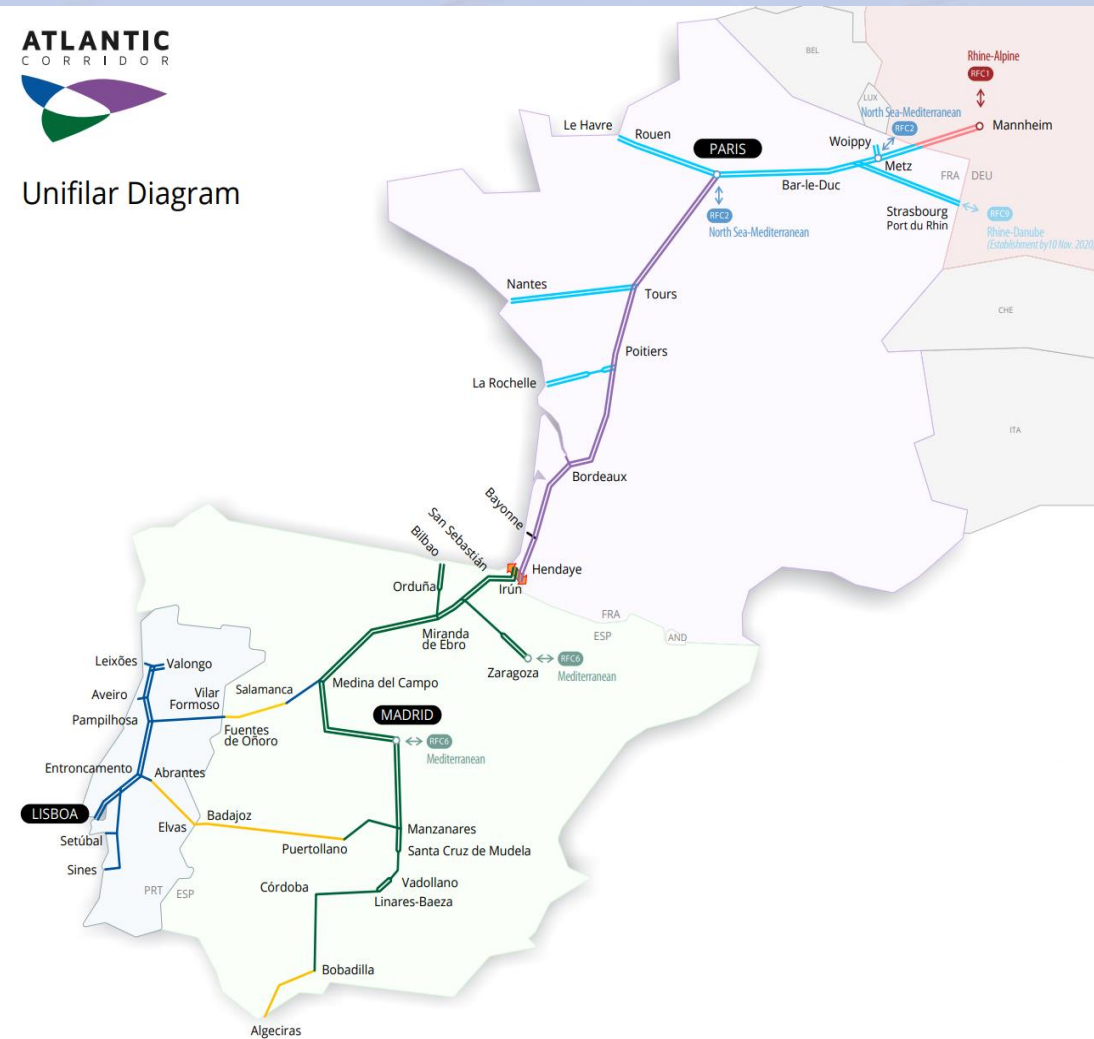 ATLANTIC
CORRIDOR
Unifilar Diagram
BEL
LUX
Rhine-Alpine
RFC1
North Sea-Mediterranean
RFC2
Mannheim
Le Havre
Rouen
PARIS
Woippy
Metz
Bar-le-Duc
FRA
DEU
RFC2
North Sea-Mediterranean
Strasbourg
Port du Rhin
RFC9
Rhine-Danube
(Establishment by10 Nov. 2020)
Nantes
Tours
CHE
Poitiers
La Rochelle
ITA
Bordeaux
Bayonne
San Sebastián
Bilbao
Hendaye
Orduña
Irún
FRA
ESP
AND
Miranda
de Ebro
Zaragoza
RFC6
Mediterranean
Leixões
Valongo
Aveiro
Vilar
Formoso
Salamanca
Medina del Campo
Pampilhosa
Fuentes
de Oñoro
MADRID
RFC6
Mediterranean
Entroncamento
Abrantes
LISBOA
Elvas
Badajoz
Manzanares
Setúbal
Puertollano
Santa Cruz de Mudela
Sines
PRT
ESP
Córdoba
Vadollano
Linares-Baeza
Bobadilla
Algeciras